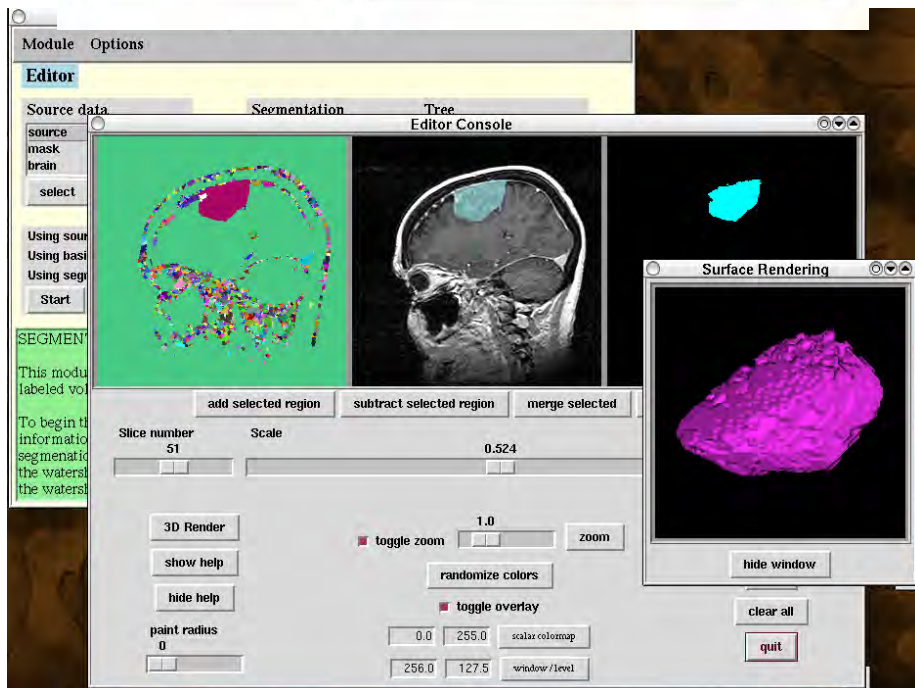 Module Options
Editor
Source data Segmentation Tree
source
mask
brain
select
Using sour
Using basi
Using segn
Start
SEGMEN
This modu
labeled vol
To begin th
informatio
segmenatio
the watersh
the watersh
Editor Console
add selected region subtract selected region merge selected
Slice number Scale
51 0.524
3D Render
show help
hide help
paint radius
0
toggle zoom 1.0 zoom
randomize colors
toggle overlay
0.0 255.0 scalar colormap
256.0 127.5 window / level
Surface Rendering
hide window
clear all
quit